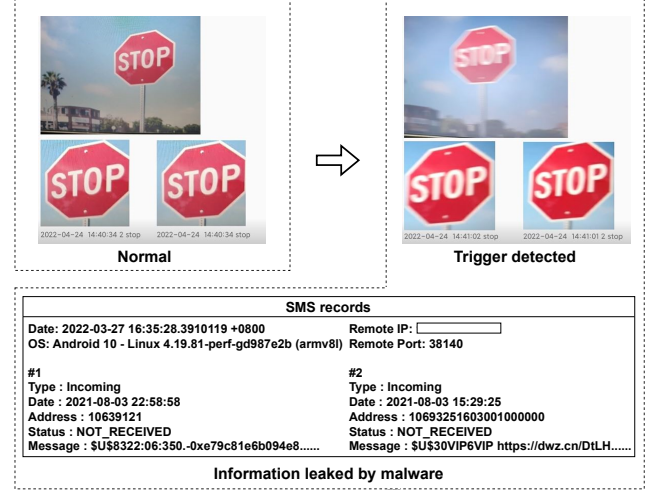 STOP
STOP
STOP STOP
STOP STOP
2022-04-24 14:40:34 2 stop
2022-04-24 14:40:34 stop
2022-04-24 14:41:02 stop
2022-04-24 14:41:01 2 stop
Normal
Trigger detected
SMS records
Date: 2022-03-27 16:35:28.3910119 +0800
Remote IP:
OS: Android 10 - Linux 4.19.81-perf-gd987e2b (armv8l)
Remote Port: 38140
#1
Type : Incoming
Date : 2021-08-03 22:58:58
Address : 10639121
Status : NOT_RECEIVED
Message : $U$8322:06:350.-0xe79c81e6b094e8......
#2
Type : Incoming
Date : 2021-08-03 15:29:25
Address : 10693251603001000000
Status : NOT_RECEIVED
Message : $U$30VIP6VIP https://dwz.cn/DtLH......
Information leaked by malware